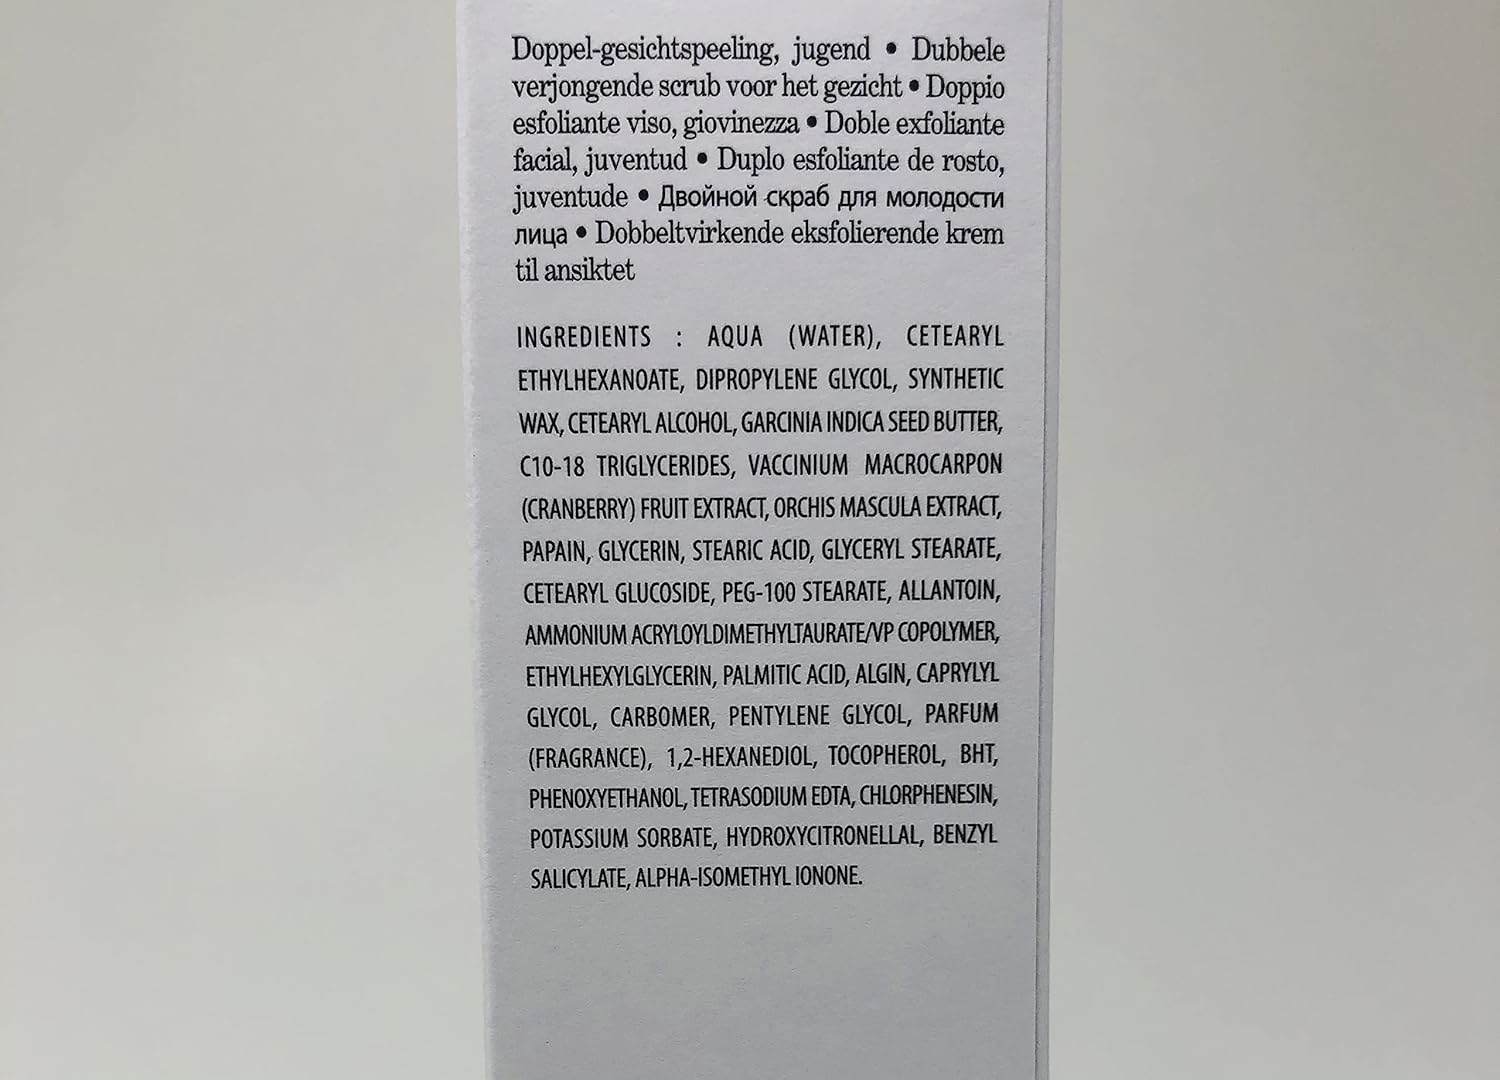 Doppel-gesichtspeeling, jugend • Dubbele
verjongende scrub voor het gezicht • Doppio
esfoliante viso, giovinezza • Doble exfoliante
facial, juventud • Duplo esfoliante de rosto,
juventude • Двойной скраб для молодости
лица • Dobbeltvirkende eksfolierende krem
til ansiktet
INGREDIENTS : AQUA (WATER), CETEARYL
ETHYLHEXANOATE, DIPROPYLENE GLYCOL, SYNTHETIC
WAX, CETEARYL ALCOHOL, GARCINIA INDICA SEED BUTTER,
C10-18 TRIGLYCERIDES, VACCINIUM MACROCARPON
(CRANBERRY) FRUIT EXTRACT, ORCHIS MASCULA EXTRACT,
PAPAIN, GLYCERIN, STEARIC ACID, GLYCERYL STEARATE,
CETEARYL GLUCOSIDE, PEG-100 STEARATE, ALLANTOIN,
AMMONIUM ACRYLOYLDIMETHYLTAURATE/VP COPOLYMER,
ETHYLHEXYLGLYCERIN, PALMITIC ACID, ALGIN, CAPRYLYL
GLYCOL, CARBOMER, PENTYLENE GLYCOL, PARFUM
(FRAGRANCE), 1,2-HEXANEDIOL, TOCOPHEROL, BHT,
PHENOXYETHANOL, TETRASODIUM EDTA, CHLORPHENESIN,
POTASSIUM SORBATE, HYDROXYCITRONELLAL, BENZYL
SALICYLATE, ALPHA-ISOMETHYL IONONE.